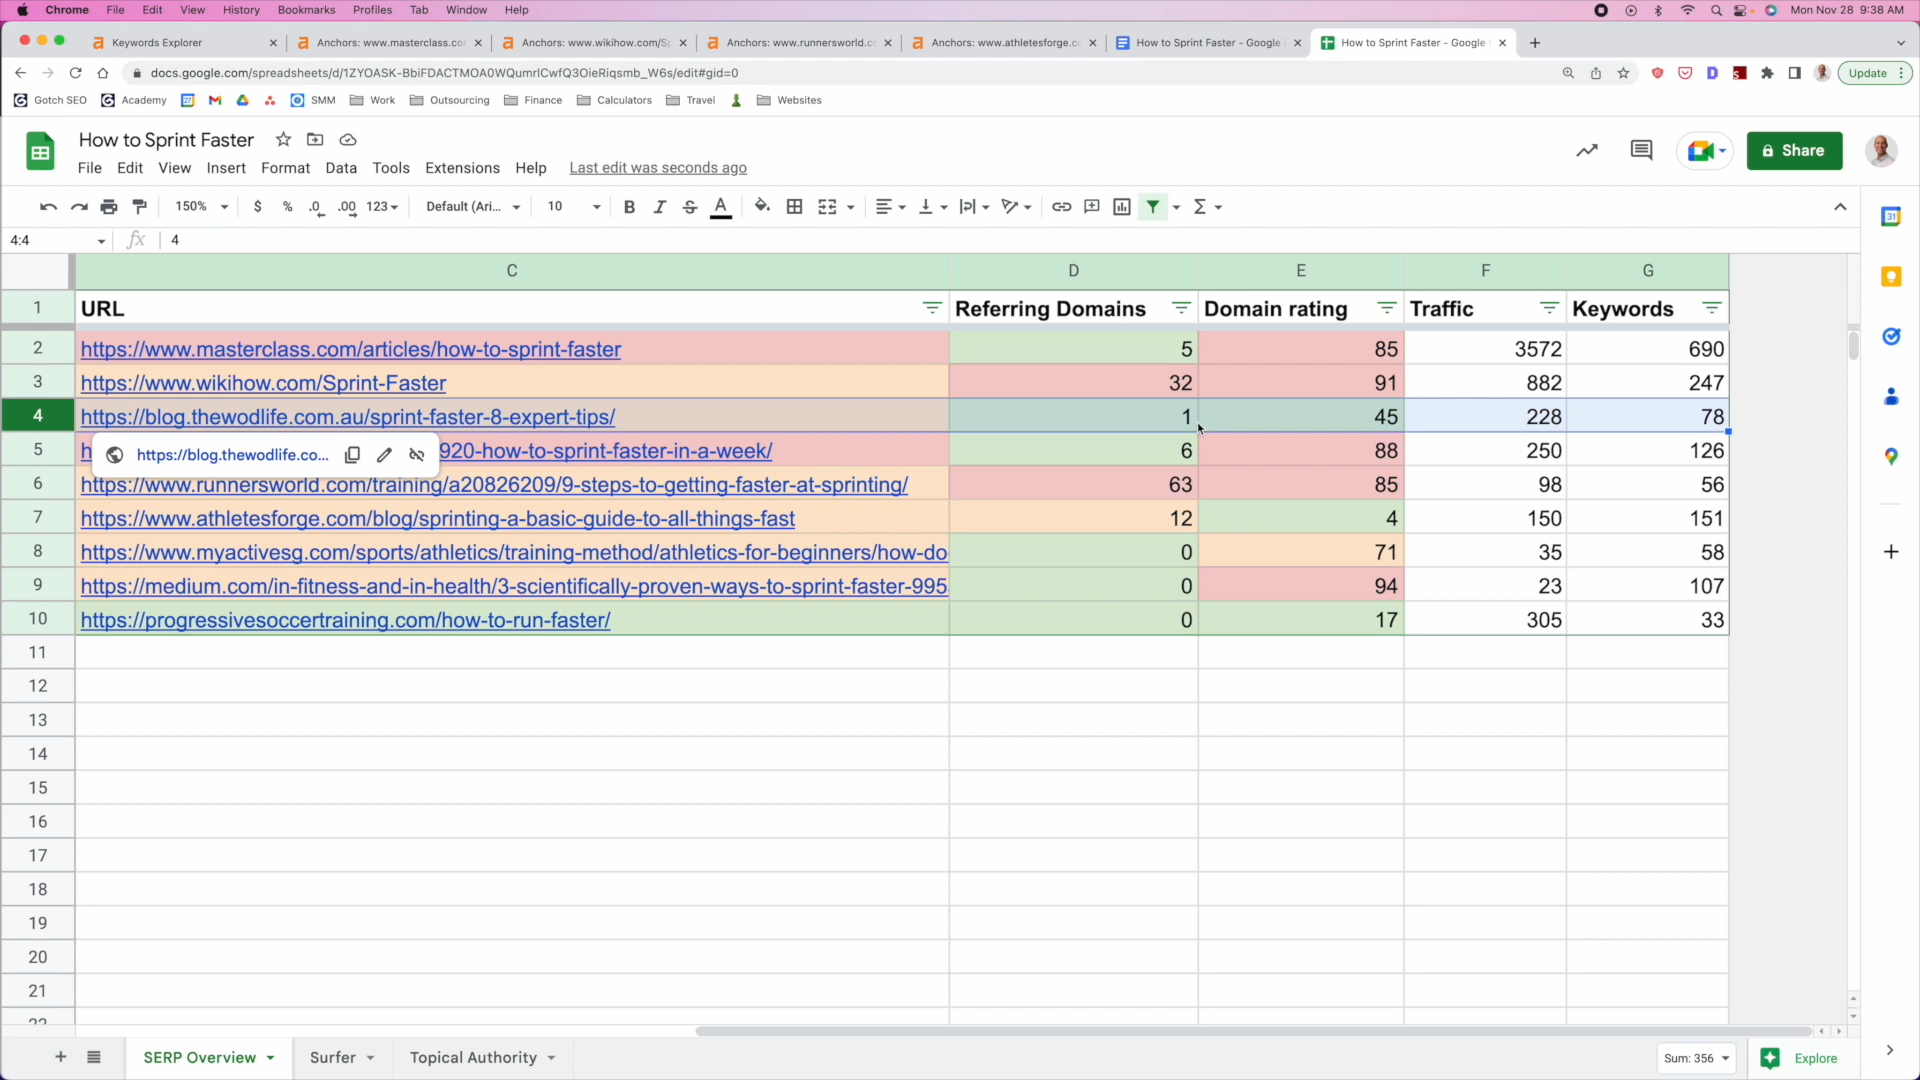 Chrome File Edit View History Bookmarks Profiles Tab Window Help Mon Nov 28 9:38 AM
Keywords Explorer Anchors: www.masterclass.co Anchors: www.wikihow.com/S Anchors: www.runnersworld.c Anchors: www.athletesforge.c How to Sprint Faster - Google How to Sprint Faster - Google
docs.google.com/spreadsheets/d/1ZYOASK-BbiFDACTMOA0WQumrlCwfQ3OieRiqsmb_W6s/edit#gid=0 Update
Gotch SEO Academy SMM Work Outsourcing Finance Calculators Travel Websites
How to Sprint Faster
Share
File Edit View Insert Format Data Tools Extensions Help Last edit was seconds ago
150% $ % .0 .00 123 Default (Ari... 10 B I S A Σ
4:4 fx 4
C D E F G
1 URL Referring Domains Domain rating Traffic Keywords
2 https://www.masterclass.com/articles/how-to-sprint-faster 5 85 3572 690
3 https://www.wikihow.com/Sprint-Faster 32 91 882 247
4 https://blog.thewodlife.com.au/sprint-faster-8-expert-tips/ 1 45 228 78
5 h 920-how-to-sprint-faster-in-a-week/ 6 88 250 126
https://blog.thewodlife.co...
6 https://www.runnersworld.com/training/a20826209/9-steps-to-getting-faster-at-sprinting/ 63 85 98 56
7 https://www.athletesforge.com/blog/sprinting-a-basic-guide-to-all-things-fast 12 4 150 151
8 https://www.myactivesg.com/sports/athletics/training-method/athletics-for-beginners/how-do- 0 71 35 58
9 https://medium.com/in-fitness-and-in-health/3-scientifically-proven-ways-to-sprint-faster-995 0 94 23 107
10 https://progressivesoccertraining.com/how-to-run-faster/ 0 17 305 33
11
12
13
14
15
16
17
18
19
20
21
22
SERP Overview Surfer Topical Authority Sum: 356 Explore